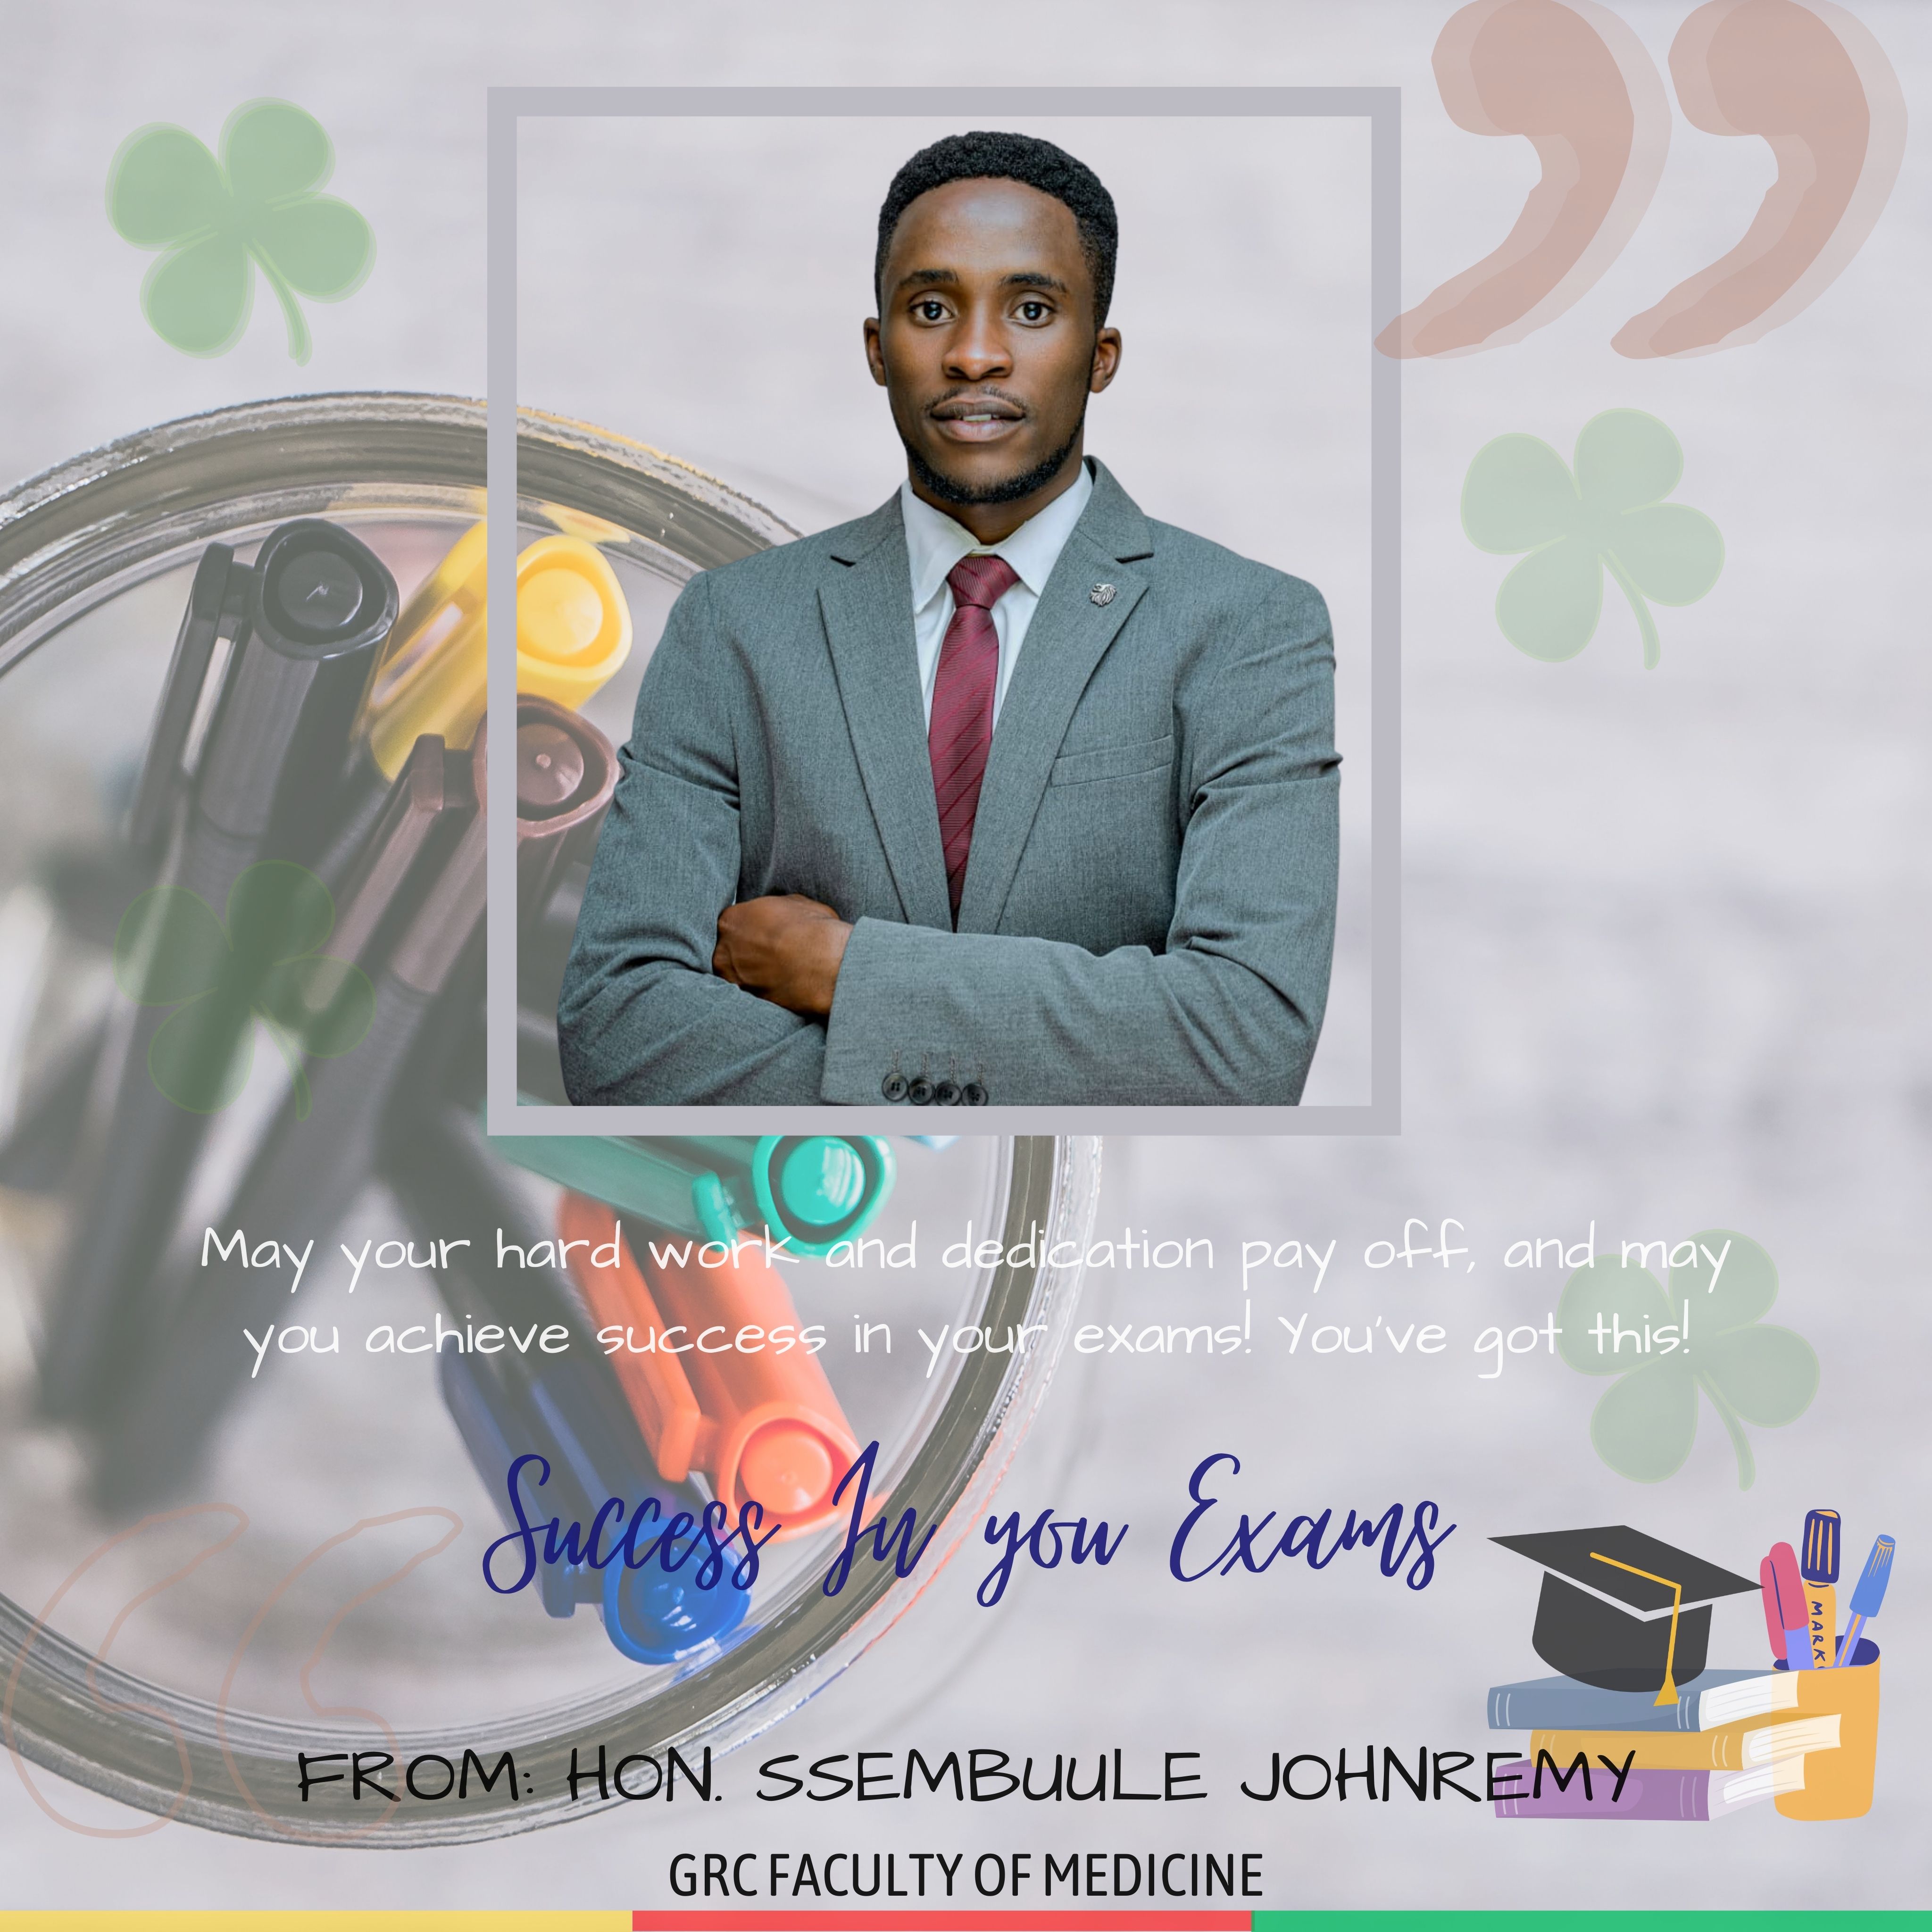 May your hard work and dedication pay off, and may
you achieve success in your exams! You've got this!
Success In you Exams
MARK
FROM: HON. SSEMBUULE JOHNREMY
GRC FACULTY OF MEDICINE